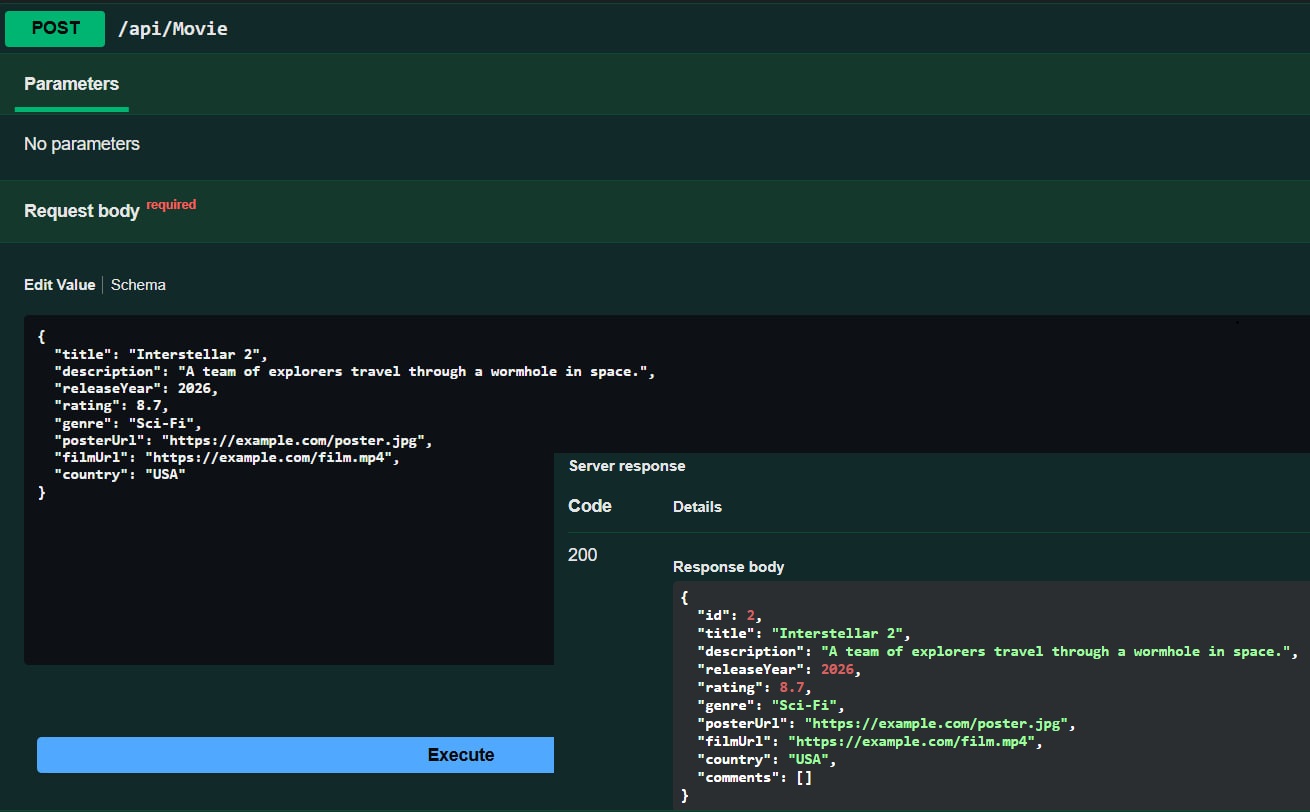 POST /api/Movie
Parameters
No parameters
Request body required
Edit Value | Schema
{
  "title": "Interstellar 2",
  "description": "A team of explorers travel through a wormhole in space.",
  "releaseYear": 2026,
  "rating": 8.7,
  "genre": "Sci-Fi",
  "posterUrl": "https://example.com/poster.jpg",
  "filmUrl": "https://example.com/film.mp4",
  "country": "USA"
}
Execute
Server response
Code Details
200
Response body
{
  "id": 2,
  "title": "Interstellar 2",
  "description": "A team of explorers travel through a wormhole in space.",
  "releaseYear": 2026,
  "rating": 8.7,
  "genre": "Sci-Fi",
  "posterUrl": "https://example.com/poster.jpg",
  "filmUrl": "https://example.com/film.mp4",
  "country": "USA",
  "comments": []
}